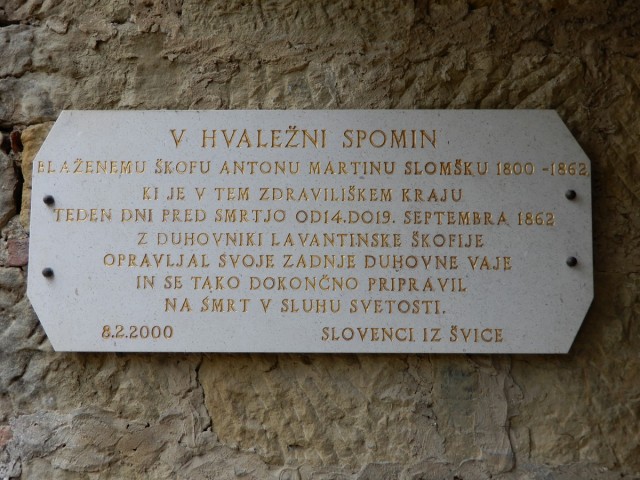 V HVALEŽNI SPOMIN
BLAŽENEMU ŠKOFU ANTONU MARTINU SLOMŠKU 1800 -1862,
KI JE V TEM ZDRAVILIŠKEM KRAJU
TEDEN DNI PRED SMRTJO OD14.DO19. SEPTEMBRA 1862
Z DUHOVNIKI LAVANTINSKE ŠKOFIJE
OPRAVLJAL SVOJE ZADNJE DUHOVNE VAJE
IN SE TAKO DOKONČNO PRIPRAVIL
NA SMRT V SLUHU SVETOSTI.
8.2.2000 SLOVENCI IZ ŠVICE